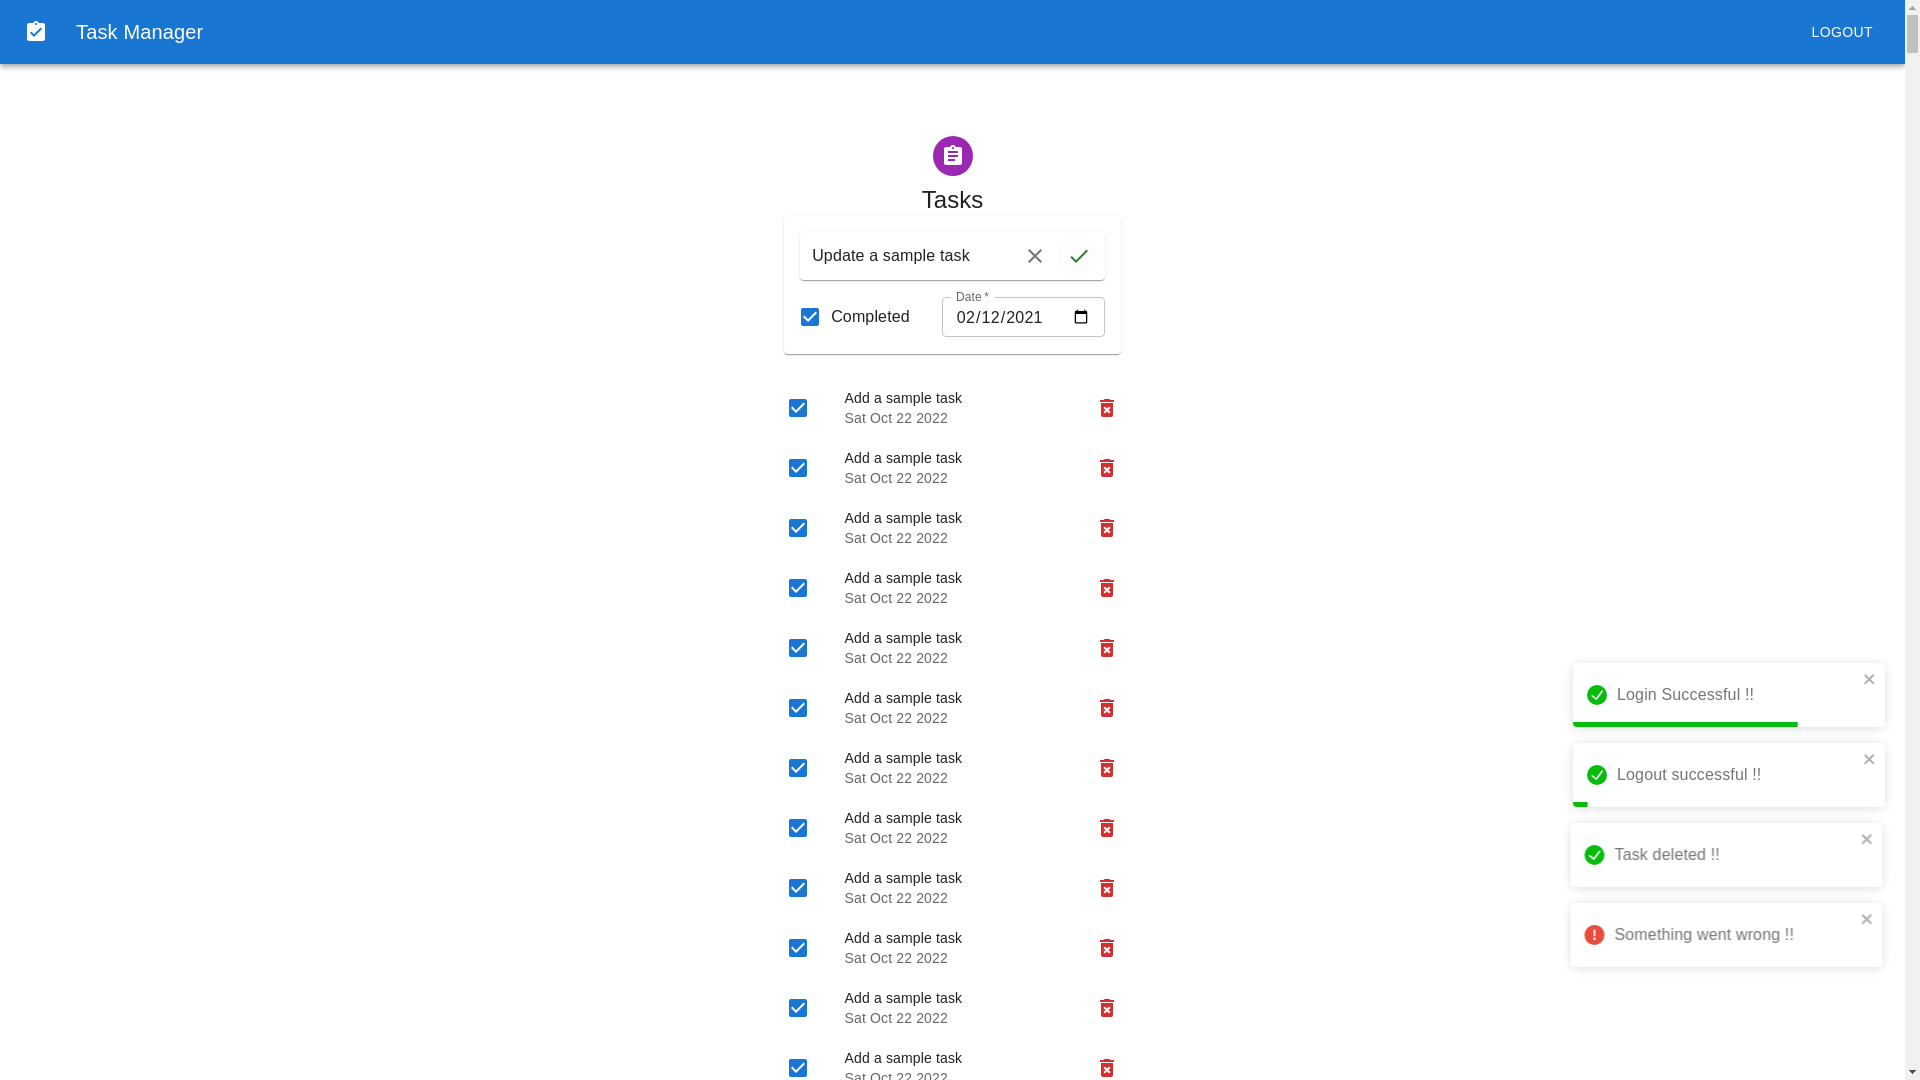 Task Manager
LOGOUT
Tasks
Update a sample task
Completed
Date *
02/12/2021
Add a sample task
Sat Oct 22 2022
Add a sample task
Sat Oct 22 2022
Add a sample task
Sat Oct 22 2022
Add a sample task
Sat Oct 22 2022
Add a sample task
Sat Oct 22 2022
Add a sample task
Sat Oct 22 2022
Add a sample task
Sat Oct 22 2022
Add a sample task
Sat Oct 22 2022
Add a sample task
Sat Oct 22 2022
Add a sample task
Sat Oct 22 2022
Add a sample task
Sat Oct 22 2022
Add a sample task
Sat Oct 22 2022
Login Successful !!
Logout successful !!
Task deleted !!
Something went wrong !!